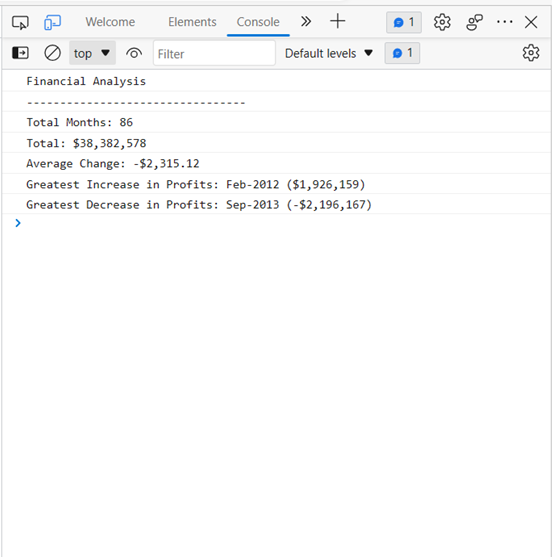 Welcome Elements Console 1
top Filter Default levels 1
Financial Analysis
---------------------------------
Total Months: 86
Total: $38,382,578
Average Change: -$2,315.12
Greatest Increase in Profits: Feb-2012 ($1,926,159)
Greatest Decrease in Profits: Sep-2013 (-$2,196,167)